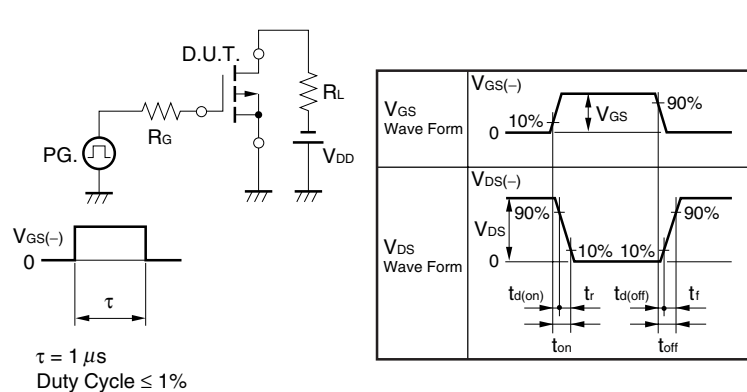 D.U.T.
RL
RG
PG.
VDD
VGS(−)
0
τ
τ = 1 μs
Duty Cycle ≤ 1%
VGS
Wave Form
VGS(−)
10%
VGS
90%
0
VDS
Wave Form
VDS(−)
90%
VDS
10%
10%
90%
0
td(on)
tr
td(off)
tf
ton
toff